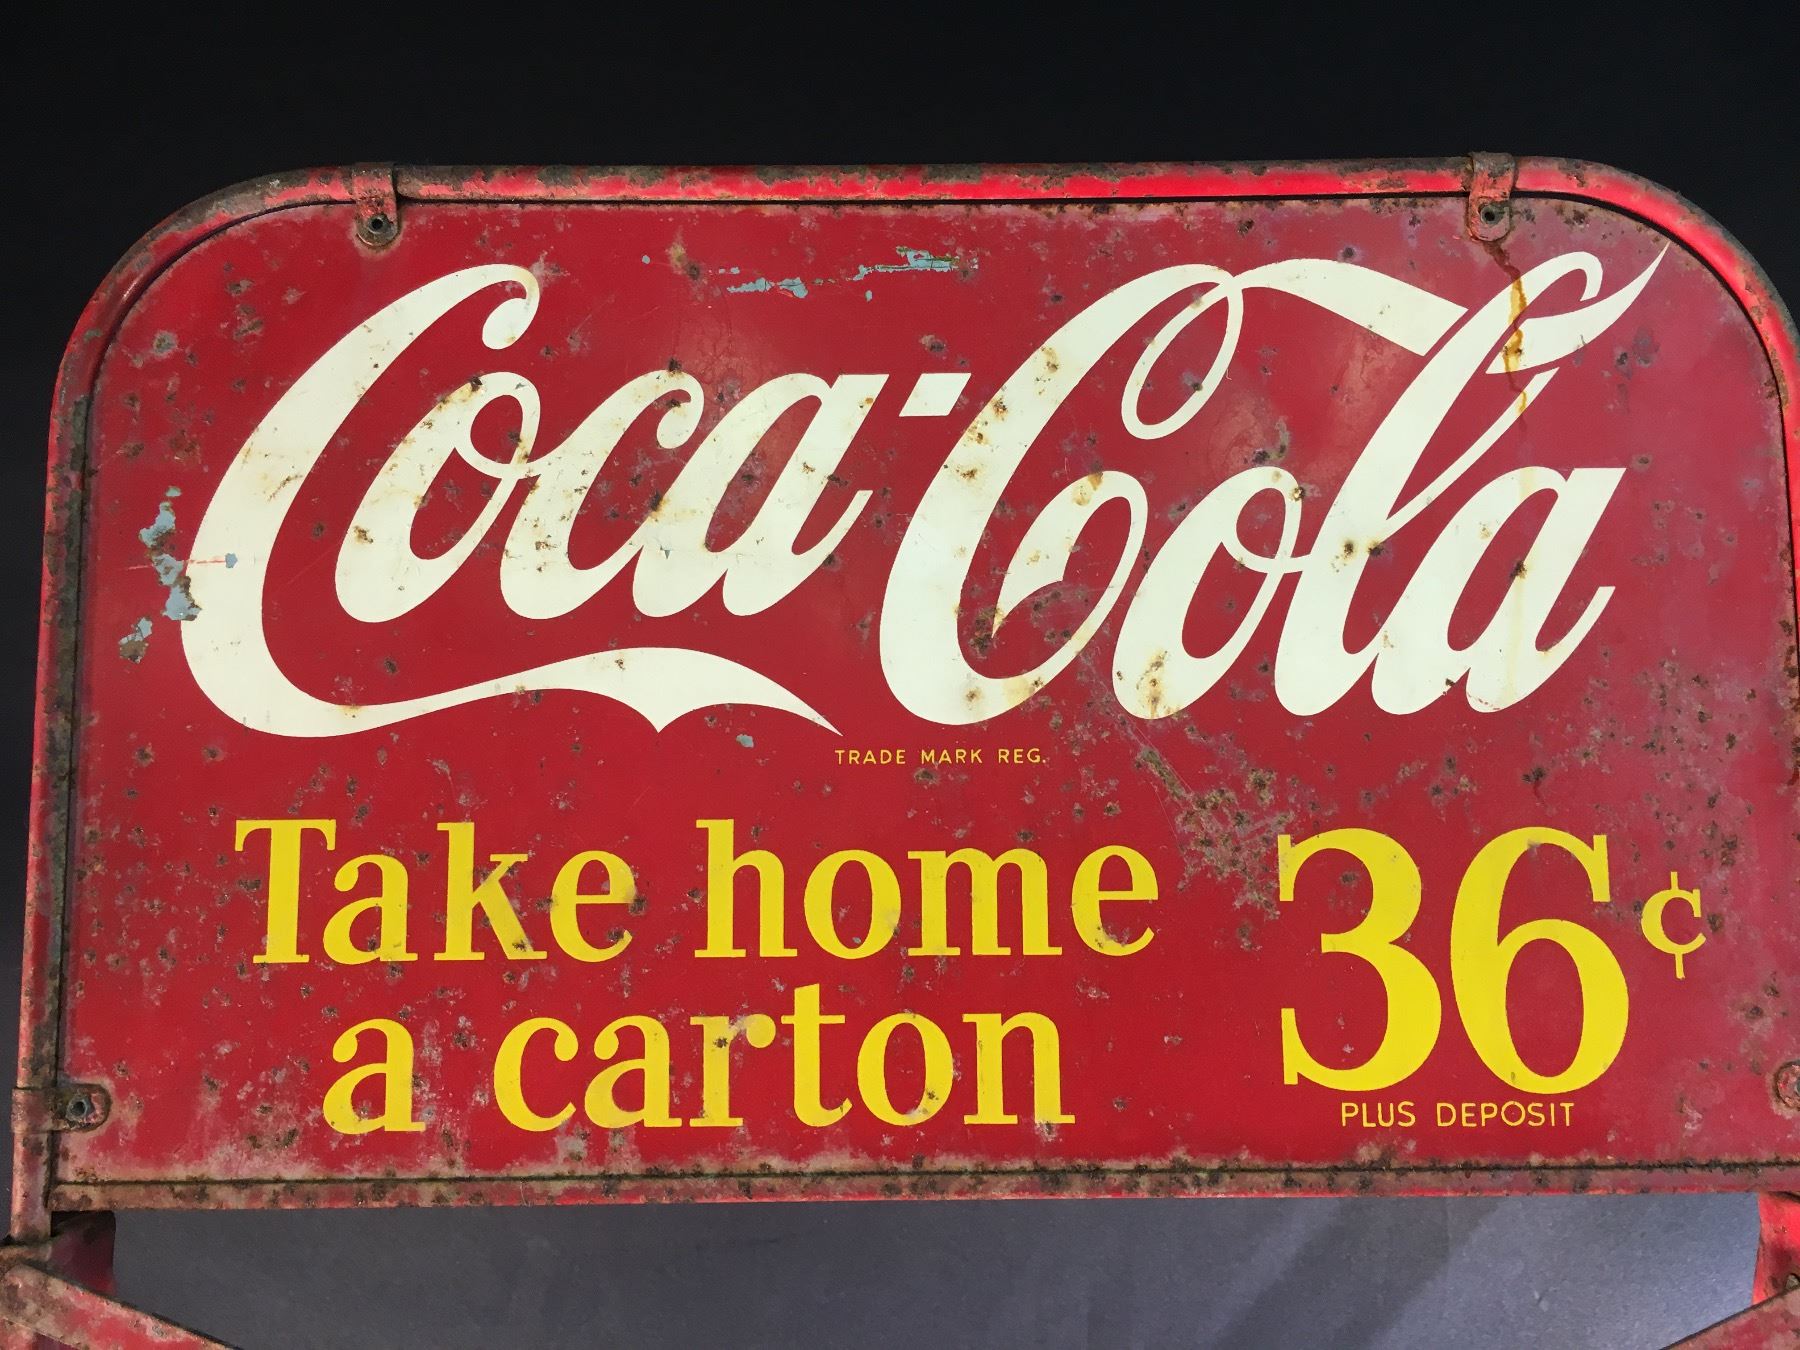 Coca-Cola
TRADE MARK REG.
Take home
a carton
36¢
PLUS DEPOSIT